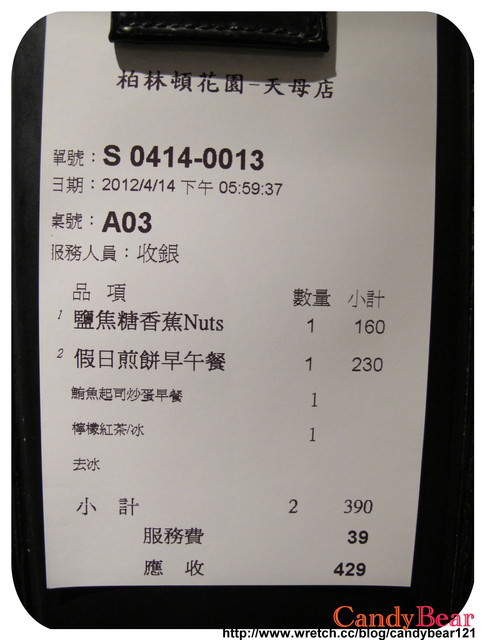 柏林頓花園-天母店
單號：S 0414-0013
日期：2012/4/14 下午 05:59:37
桌號：A03
服務人員：收銀
品 項 數量 小計
1 鹽焦糖香蕉Nuts 1 160
2 假日煎餅早午餐 1 230
鮪魚起司炒蛋早餐 1
檸檬紅茶/冰 1
去冰
小 計 2 390
服務費 39
應 收 429
CandyBear
http://www.wretch.cc/blog/candybear121